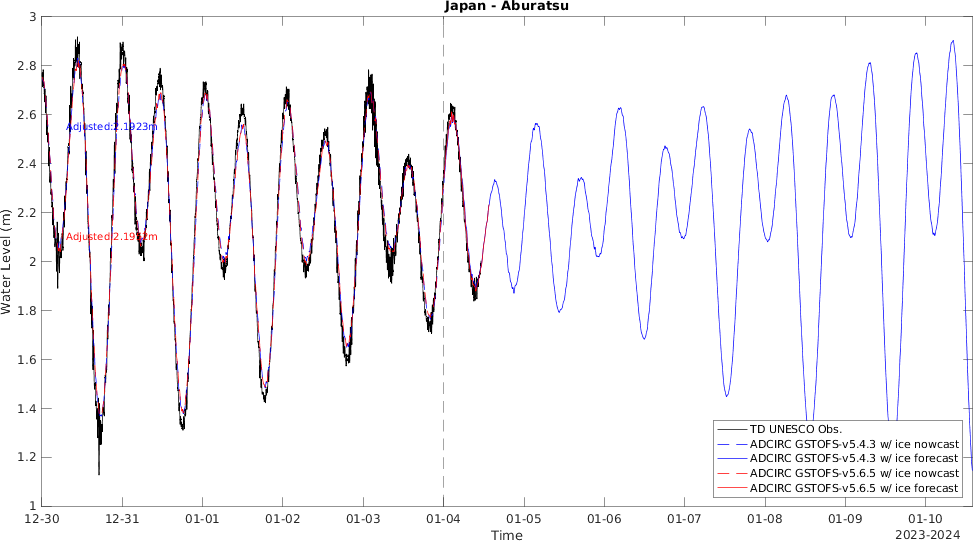 Japan - Aburatsu
3
2.8
2.6
2.4
2.2
2
1.8
1.6
1.4
1.2
1
Water Level (m)
Adjusted:2.1923m
12-30
12-31
01-01
01-02
01-03
01-04
01-05
01-06
01-07
01-08
01-09
01-10
Time
2023-2024
TD UNESCO Obs.
ADCIRC GSTOFS-v5.4.3 w/ ice nowcast
ADCIRC GSTOFS-v5.4.3 w/ ice forecast
ADCIRC GSTOFS-v5.6.5 w/ ice nowcast
ADCIRC GSTOFS-v5.6.5 w/ ice forecast